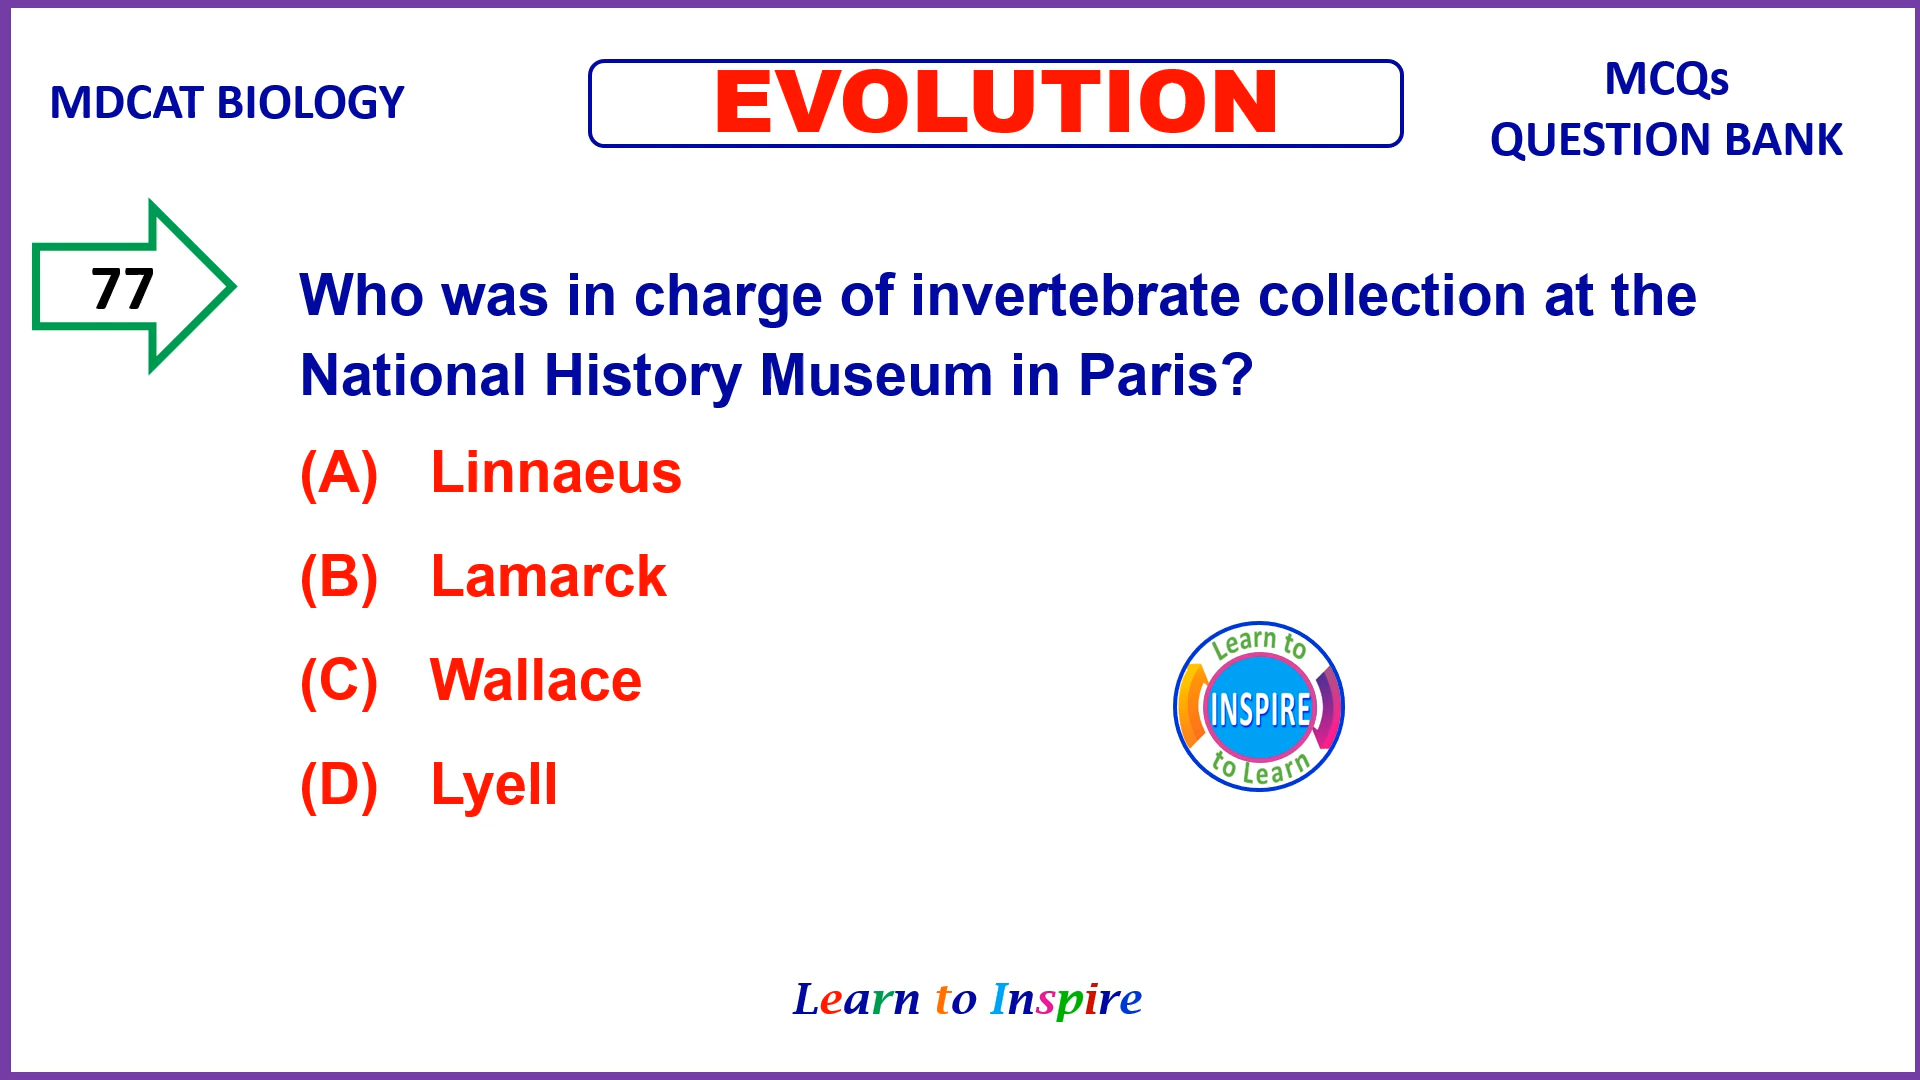 MDCAT BIOLOGY
EVOLUTION
MCQs
QUESTION BANK
77
Who was in charge of invertebrate collection at the
National History Museum in Paris?
(A) Linnaeus
(B) Lamarck
(C) Wallace
(D) Lyell
Learn to
INSPIRE
to Learn
Learn to Inspire